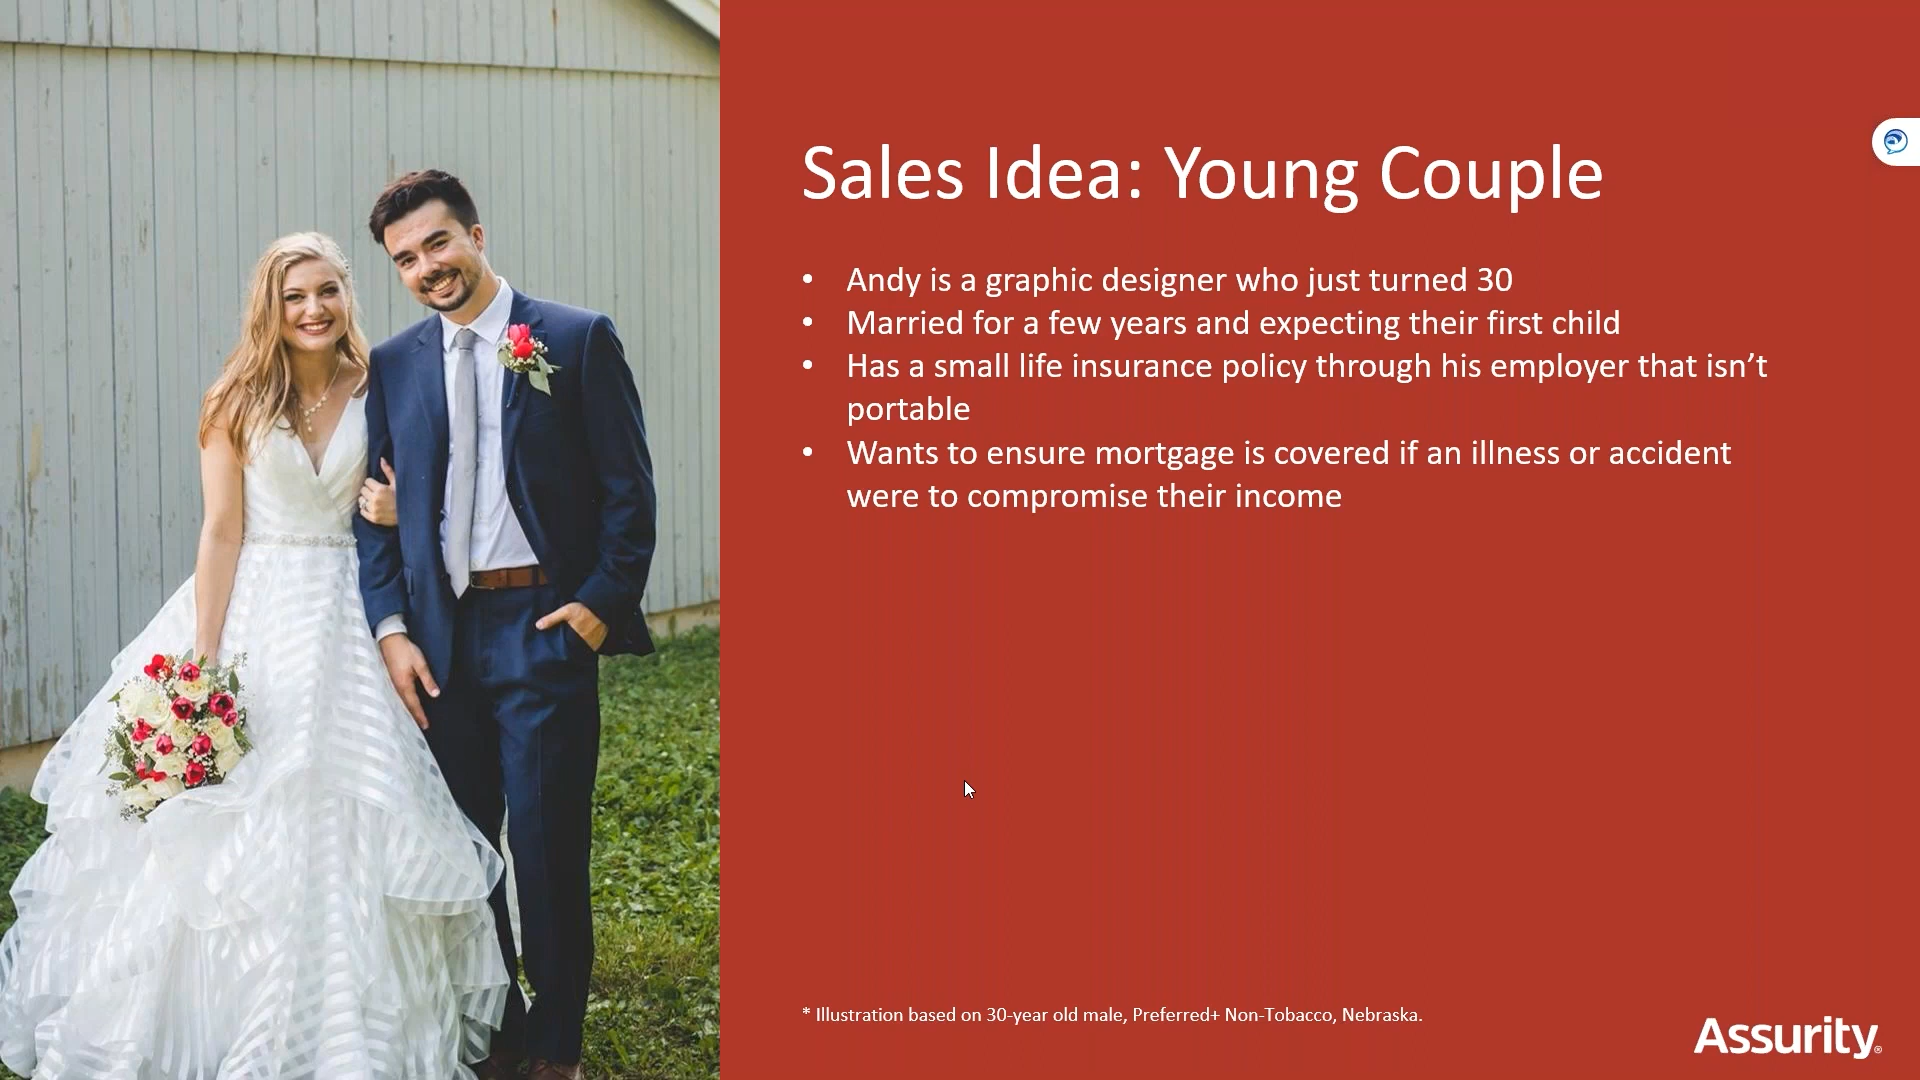 Sales Idea: Young Couple
• Andy is a graphic designer who just turned 30
• Married for a few years and expecting their first child
• Has a small life insurance policy through his employer that isn’t
portable
• Wants to ensure mortgage is covered if an illness or accident
were to compromise their income
* Illustration based on 30-year old male, Preferred+ Non-Tobacco, Nebraska.
Assurity®